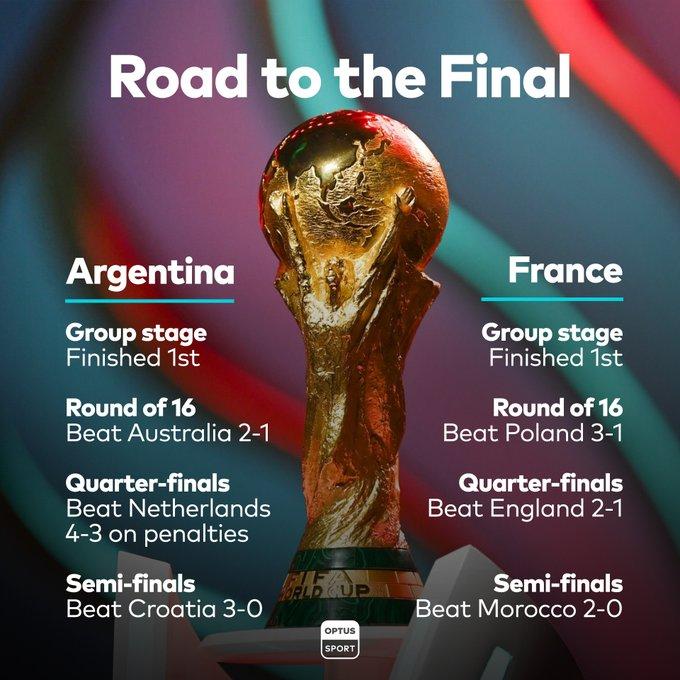 Road to the Final
Argentina
Group stage
Finished 1st
Round of 16
Beat Australia 2-1
Quarter-finals
Beat Netherlands
4-3 on penalties
Semi-finals
Beat Croatia 3-0
France
Group stage
Finished 1st
Round of 16
Beat Poland 3-1
Quarter-finals
Beat England 2-1
Semi-finals
Beat Morocco 2-0
FIFA
WORLD CUP
OPTUS
SPORT